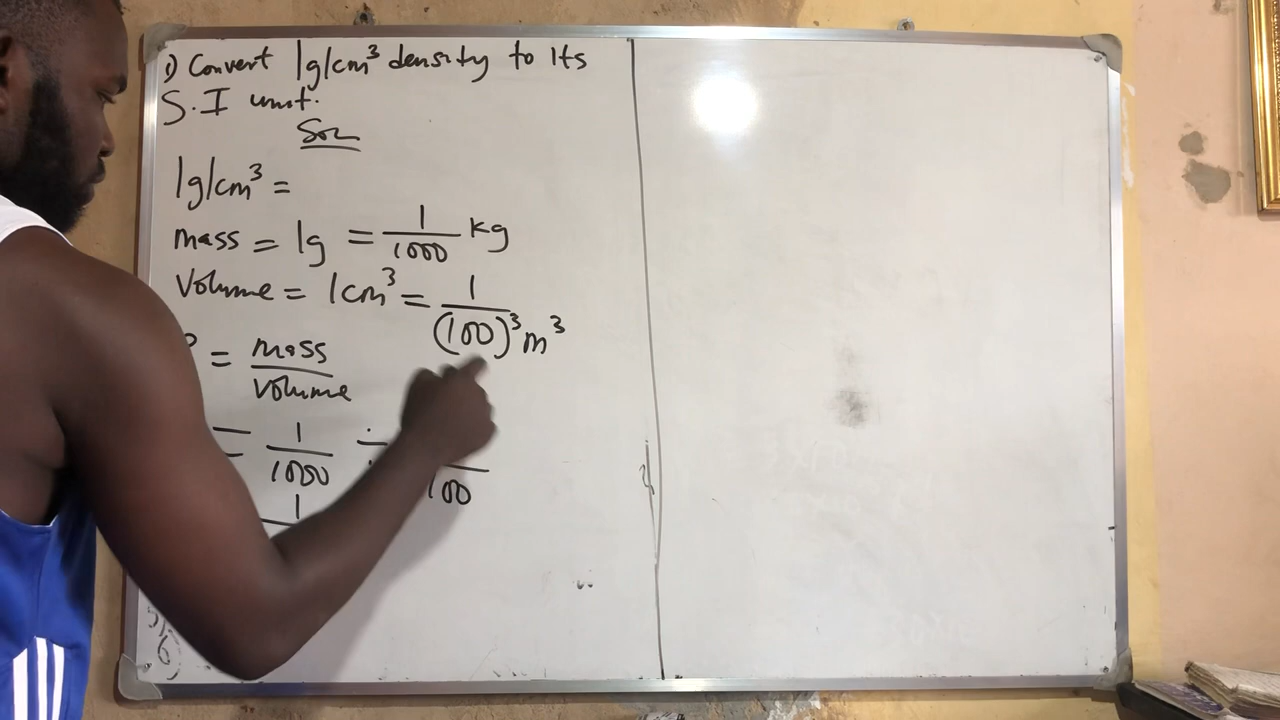 1) Convert 1g/cm³ density to Its
S.I unit.
Soln
1g/cm³ =
mass = 1g = 1/1000 kg
Volume = 1cm³ = 1/(100)³ m³
= mass/volume
= 1/1000 ÷ /100
1